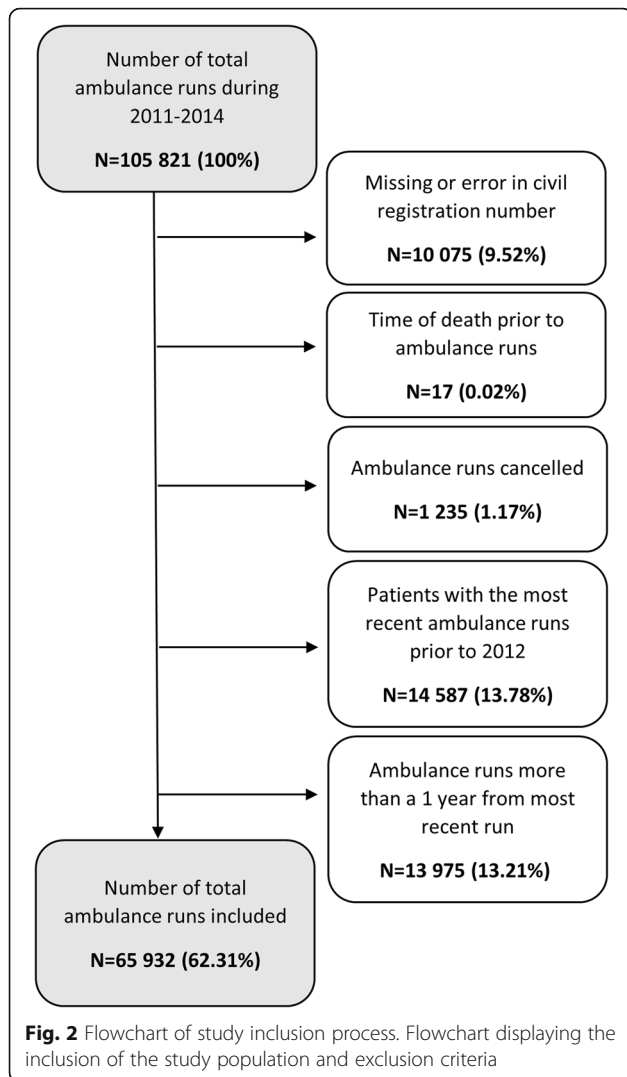 Number of total
ambulance runs during
2011-2014
N=105 821 (100%)
Missing or error in civil
registration number
N=10 075 (9.52%)
Time of death prior to
ambulance runs
N=17 (0.02%)
Ambulance runs cancelled
N=1 235 (1.17%)
Patients with the most
recent ambulance runs
prior to 2012
N=14 587 (13.78%)
Ambulance runs more
than a 1 year from most
recent run
N=13 975 (13.21%)
Number of total
ambulance runs included
N=65 932 (62.31%)
Fig. 2 Flowchart of study inclusion process. Flowchart displaying the
inclusion of the study population and exclusion criteria